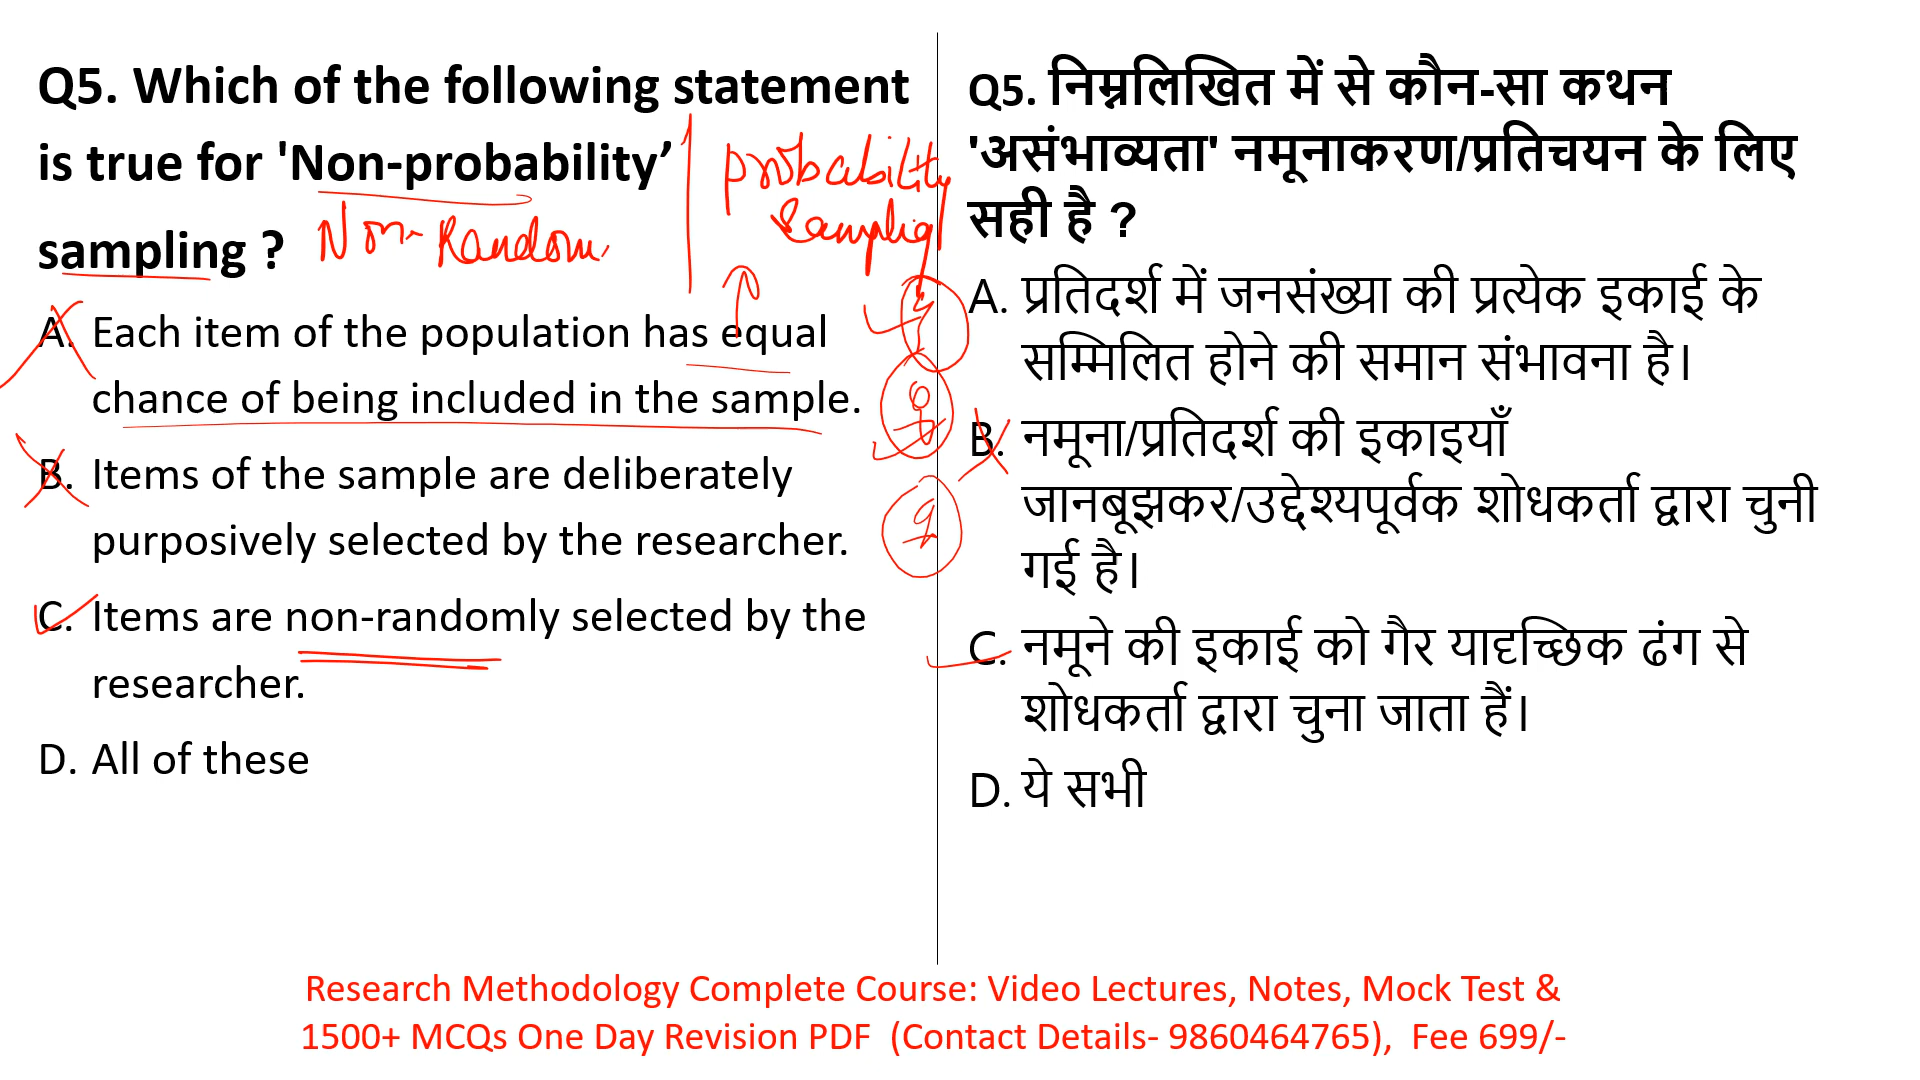 Q5. Which of the following statement
is true for 'Non-probability’
sampling ?
Non-Random
probability
Sampling
A. Each item of the population has equal
chance of being included in the sample.
B. Items of the sample are deliberately
purposively selected by the researcher.
C. Items are non-randomly selected by the
researcher.
D. All of these
Q5. निम्नलिखित में से कौन-सा कथन
'असंभाव्यता' नमूनाकरण/प्रतिचयन के लिए
सही है ?
A. प्रतिदर्श में जनसंख्या की प्रत्येक इकाई के
सम्मिलित होने की समान संभावना है।
B. नमूना/प्रतिदर्श की इकाइयाँ
जानबूझकर/उद्देश्यपूर्वक शोधकर्ता द्वारा चुनी
गई है।
C. नमूने की इकाई को गैर यादृच्छिक ढंग से
शोधकर्ता द्वारा चुना जाता हैं।
D. ये सभी
Research Methodology Complete Course: Video Lectures, Notes, Mock Test &
1500+ MCQs One Day Revision PDF (Contact Details- 9860464765), Fee 699/-